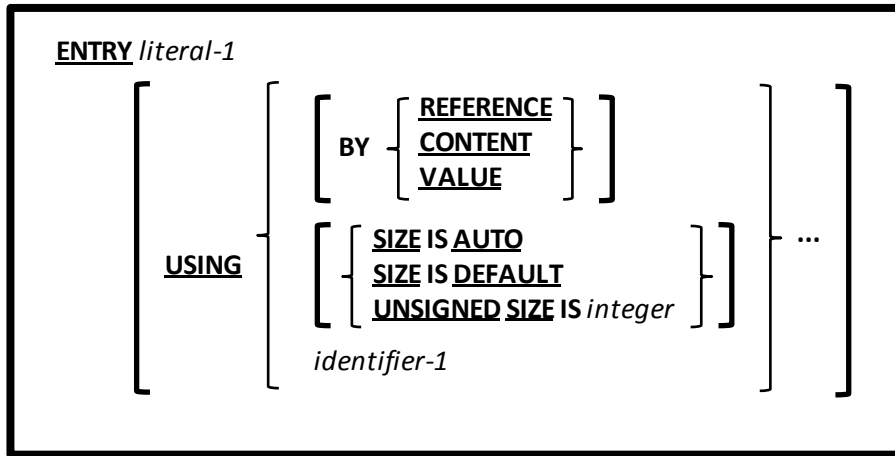 ENTRY literal-1
REFERENCE
BY CONTENT
VALUE
SIZE IS AUTO
USING SIZE IS DEFAULT ...
UNSIGNED SIZE IS integer
identifier-1